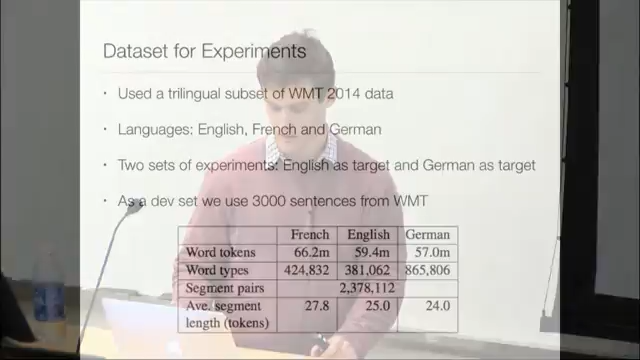 Dataset for Experiments
• Used a trilingual subset of WMT 2014 data
• Languages: English, French and German
• Two sets of experiments: English as target and German as target
• As a dev set we use 3000 sentences from WMT
French English German
Word tokens 66.2m 59.4m 57.0m
Word types 424,832 381,062 865,806
Segment pairs 2,378,112
Ave. segment 27.8 25.0 24.0
length (tokens)